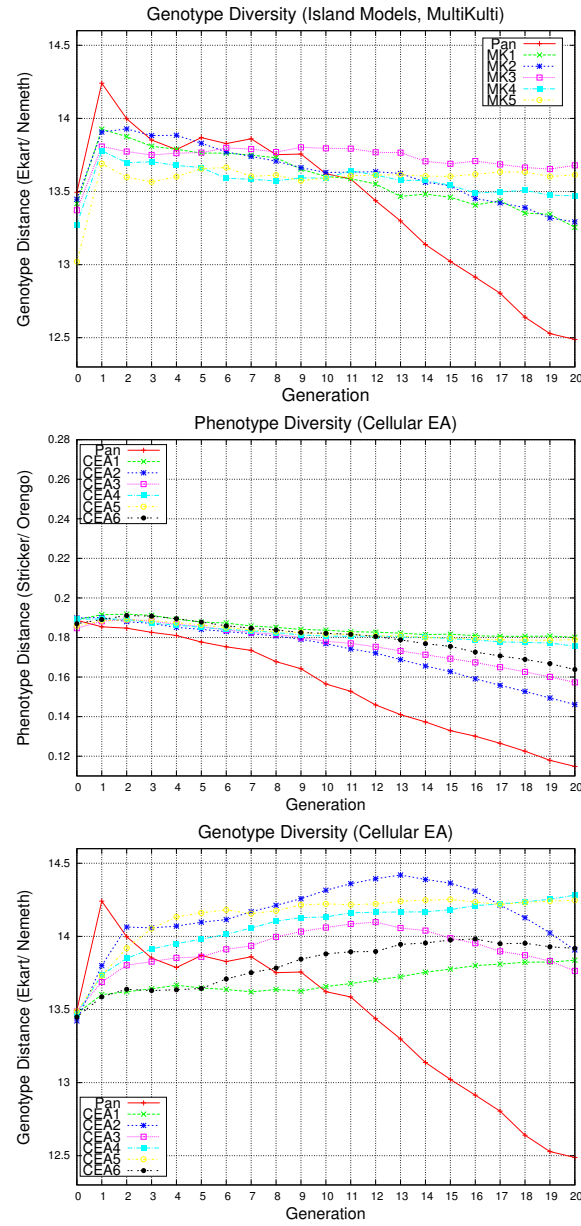 Genotype Diversity (Island Models, MultiKulti)
Genotype Distance (Ekart/ Nemeth)
14.5
14
13.5
13
12.5
Pan
MK1
MK2
MK3
MK4
MK5
0 1 2 3 4 5 6 7 8 9 10 11 12 13 14 15 16 17 18 19 20
Generation
Phenotype Diversity (Cellular EA)
Phenotype Distance (Stricker/ Orengo)
0.28
0.26
0.24
0.22
0.2
0.18
0.16
0.14
0.12
Pan
CEA1
CEA2
CEA3
CEA4
CEA5
CEA6
0 1 2 3 4 5 6 7 8 9 10 11 12 13 14 15 16 17 18 19 20
Generation
Genotype Diversity (Cellular EA)
Genotype Distance (Ekart/ Nemeth)
14.5
14
13.5
13
12.5
Pan
CEA1
CEA2
CEA3
CEA4
CEA5
CEA6
0 1 2 3 4 5 6 7 8 9 10 11 12 13 14 15 16 17 18 19 20
Generation